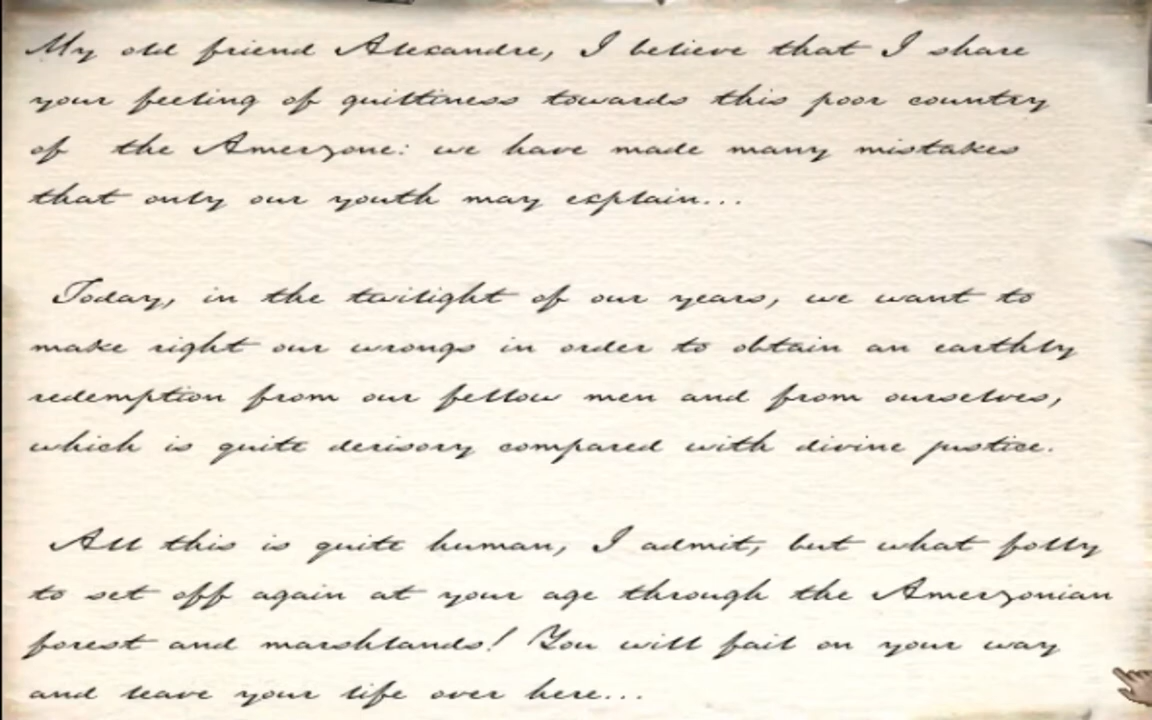 My old friend Alexandre, I believe that I share
your feeling of guiltiness towards this poor country
of the Amerzone: we have made many mistakes
that only our youth may explain...
Today, in the twilight of our years, we want to
make right our wrongs in order to obtain an earthly
redemption from our fellow men and from ourselves,
which is quite derisory compared with divine justice.
All this is quite human, I admit, but what folly
to set off again at your age through the Amerzonian
forest and marshlands! You will fail on your way
and leave your life over here...